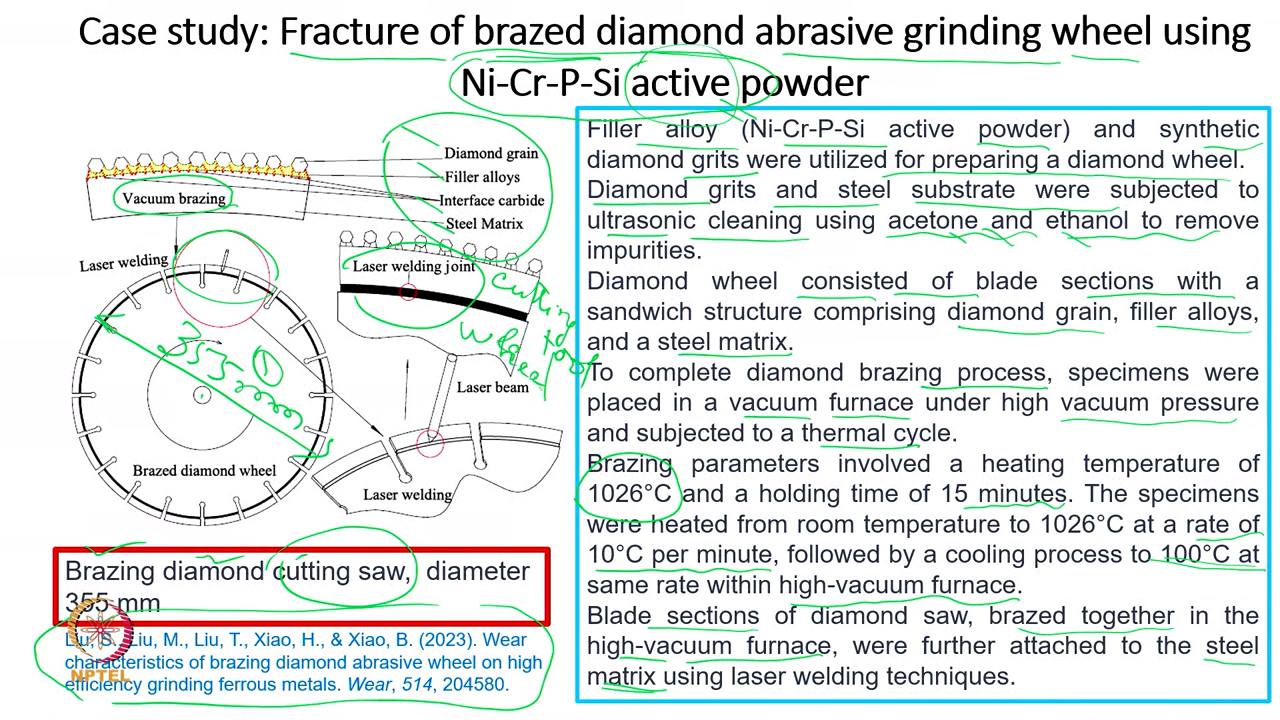 Case study: Fracture of brazed diamond abrasive grinding wheel using
Ni-Cr-P-Si active powder
Diamond grain
Filler alloys
Interface carbide
Steel Matrix
Vacuum brazing
Laser welding
Laser welding joint
cutting
tool
wheel
355 mm
Laser beam
Brazed diamond wheel
Laser welding
Brazing diamond cutting saw, diameter
355 mm
Liu, S., Liu, M., Liu, T., Xiao, H., & Xiao, B. (2023). Wear
characteristics of brazing diamond abrasive wheel on high
efficiency grinding ferrous metals. Wear, 514, 204580.
NPTEL
Filler alloy (Ni-Cr-P-Si active powder) and synthetic
diamond grits were utilized for preparing a diamond wheel.
Diamond grits and steel substrate were subjected to
ultrasonic cleaning using acetone and ethanol to remove
impurities.
Diamond wheel consisted of blade sections with a
sandwich structure comprising diamond grain, filler alloys,
and a steel matrix.
To complete diamond brazing process, specimens were
placed in a vacuum furnace under high vacuum pressure
and subjected to a thermal cycle.
Brazing parameters involved a heating temperature of
1026°C and a holding time of 15 minutes. The specimens
were heated from room temperature to 1026°C at a rate of
10°C per minute, followed by a cooling process to 100°C at
same rate within high-vacuum furnace.
Blade sections of diamond saw, brazed together in the
high-vacuum furnace, were further attached to the steel
matrix using laser welding techniques.